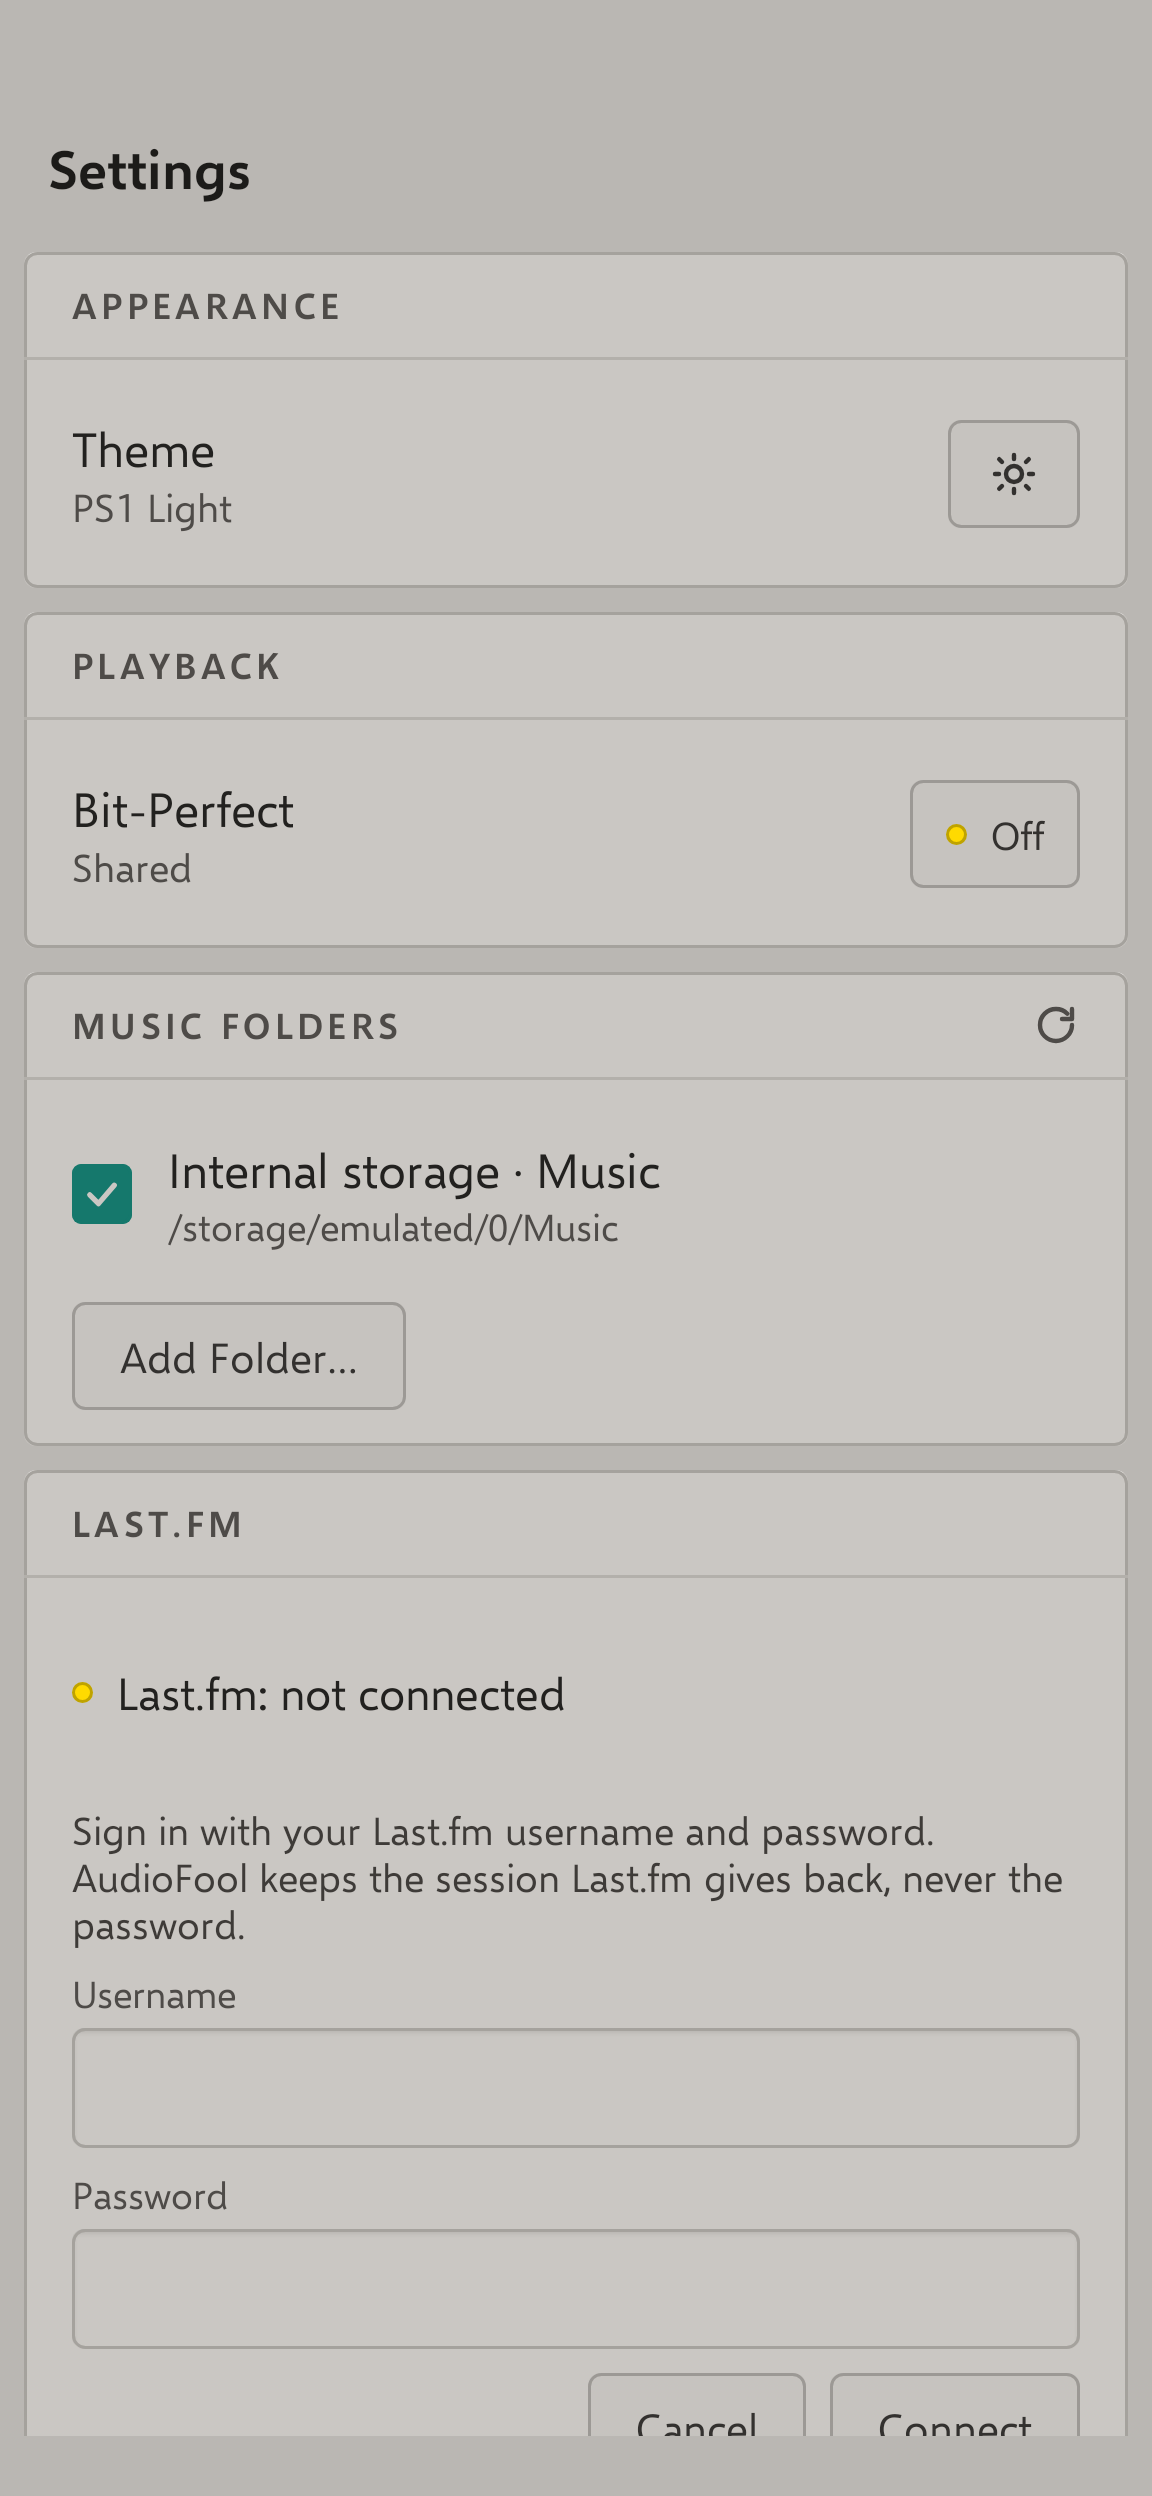 Settings
APPEARANCE
Theme
PS1 Light
PLAYBACK
Bit-Perfect
Off
Shared
MUSIC FOLDERS
Internal storage · Music
/storage/emulated/0/Music
Add Folder...
LAST.FM
Last.fm: not connected
Sign in with your Last.fm username and password.
AudioFool keeps the session Last.fm gives back, never the
password.
Username
Password
Cancel Connect